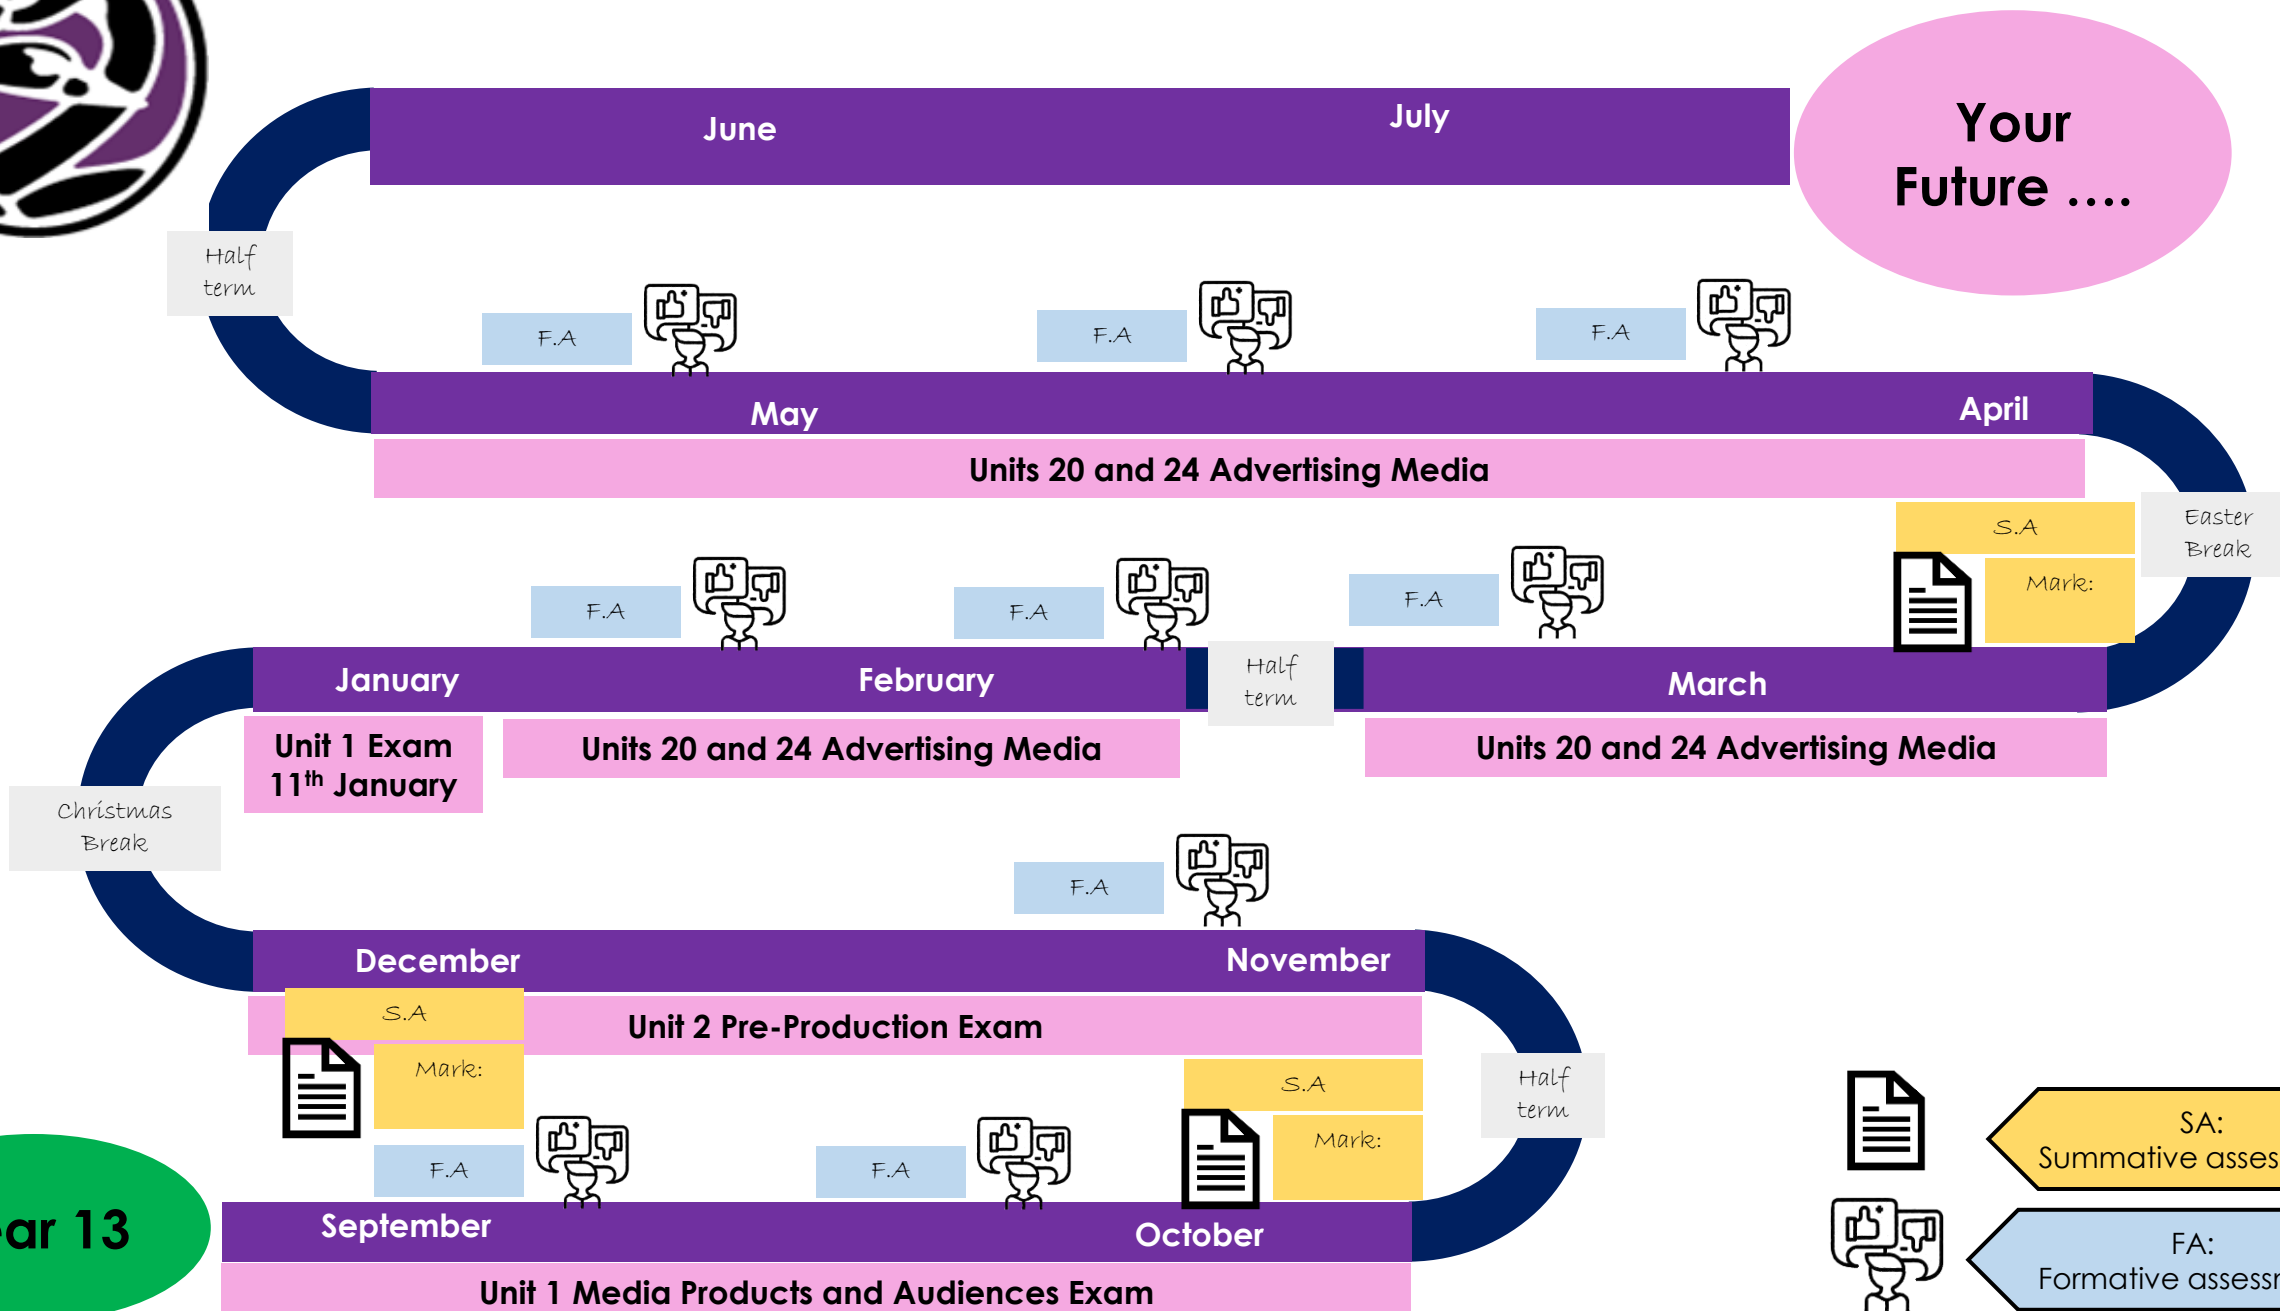 June
July
Your
Future ....
Half
term
F.A
F.A
F.A
May
April
Units 20 and 24 Advertising Media
S.A
Mark:
Easter
Break
F.A
F.A
F.A
January
February
Half
term
March
Unit 1 Exam
11th January
Units 20 and 24 Advertising Media
Units 20 and 24 Advertising Media
Christmas
Break
F.A
December
November
S.A
Mark:
Unit 2 Pre-Production Exam
S.A
Mark:
Half
term
F.A
F.A
September
October
Unit 1 Media Products and Audiences Exam
13
SA:
Summative
FA:
Formative